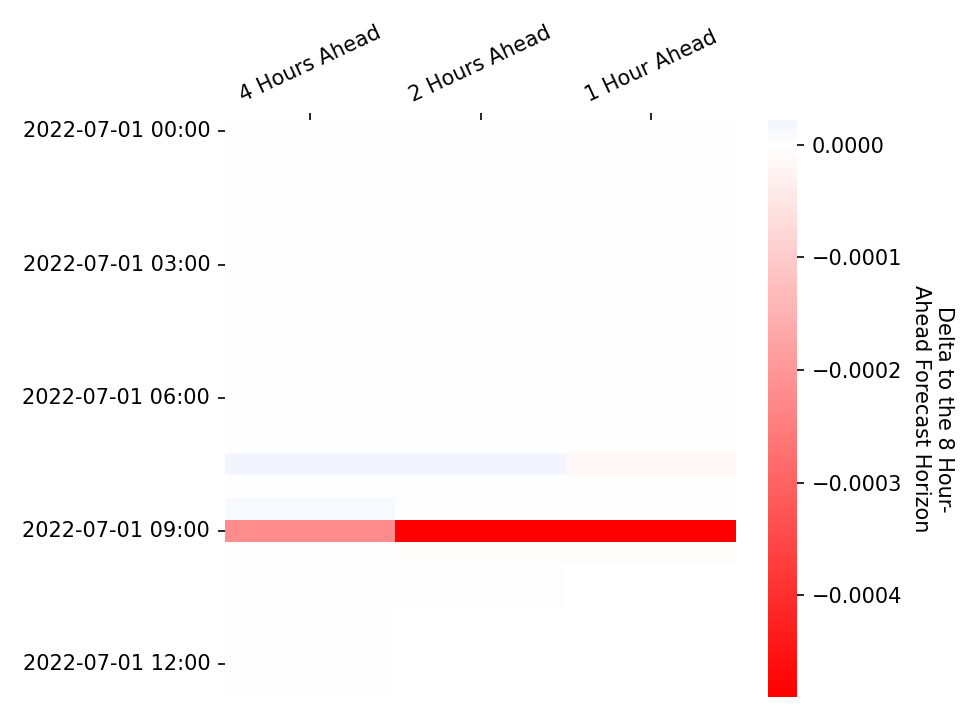 4 Hours Ahead
2 Hours Ahead
1 Hour Ahead
2022-07-01 00:00
2022-07-01 03:00
2022-07-01 06:00
2022-07-01 09:00
2022-07-01 12:00
0.0000
−0.0001
−0.0002
−0.0003
−0.0004
Delta to the 8 Hour-
Ahead Forecast Horizon